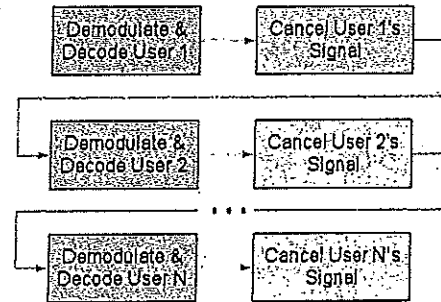 Demodulate &
Decode User 1
Cancel User 1's
Signal
Demodulate &
Decode User 2
Cancel User 2's
Signal
...
Demodulate &
Decode User N
Cancel User N's
Signal